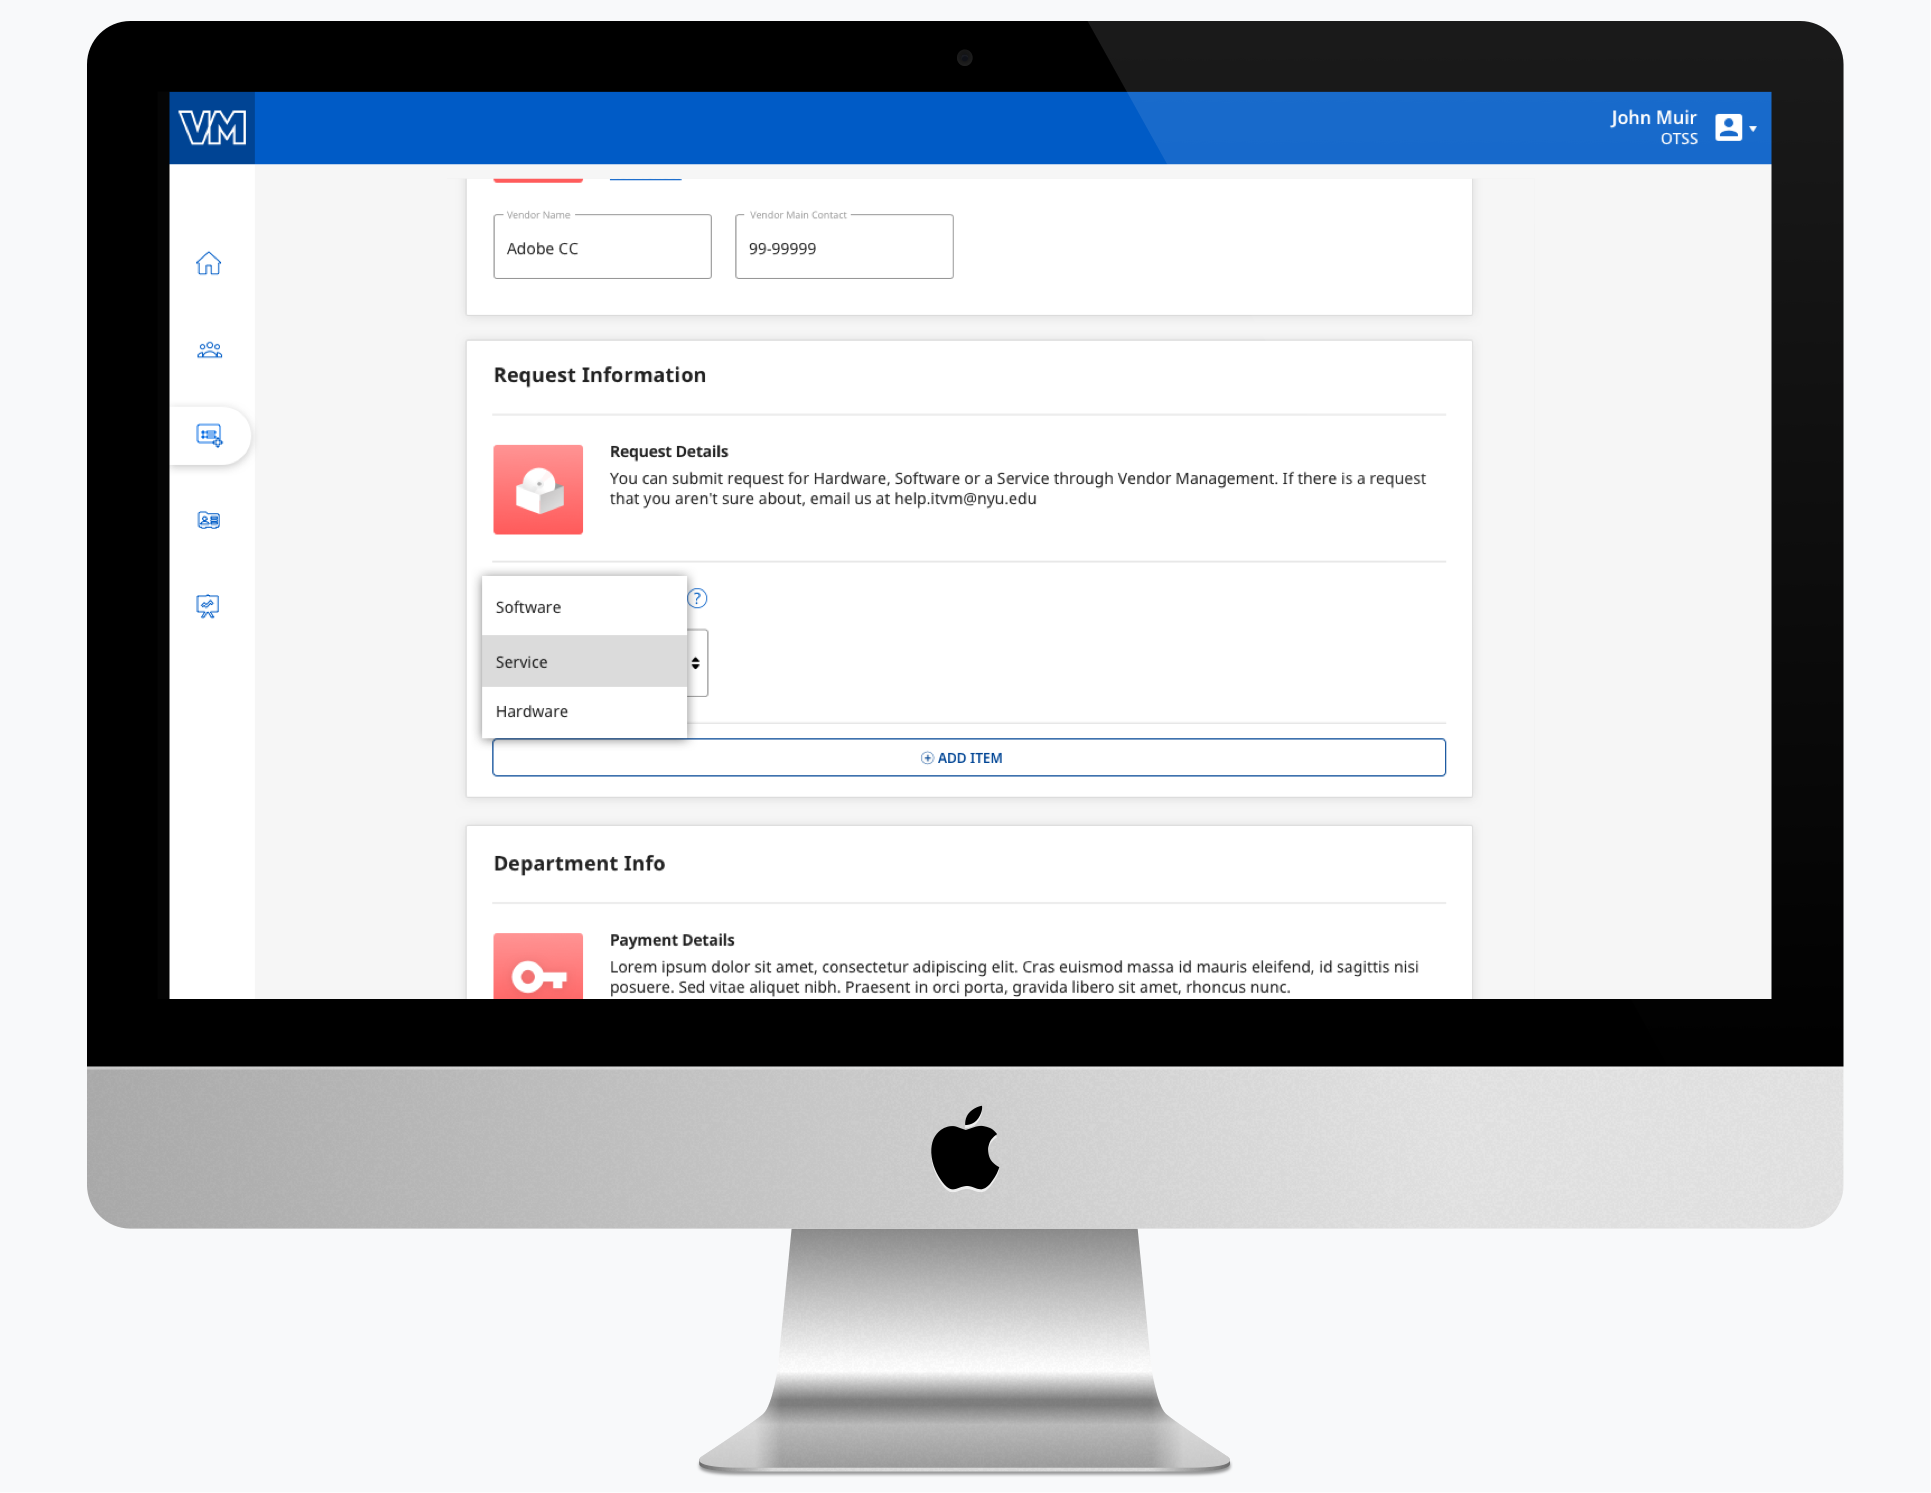 VM
John Muir
OTSS
Vendor Name
Adobe CC
Vendor Main Contact
99-99999
Request Information
Request Details
You can submit request for Hardware, Software or a Service through Vendor Management. If there is a request
that you aren't sure about, email us at help.itvm@nyu.edu
Software
?
Service
Hardware
ADD ITEM
Department Info
Payment Details
Lorem ipsum dolor sit amet, consectetur adipiscing elit. Cras euismod massa id mauris eleifend, id sagittis nisi
posuere. Sed vitae aliquet nibh. Praesent in orci porta, gravida libero sit amet, rhoncus nunc.